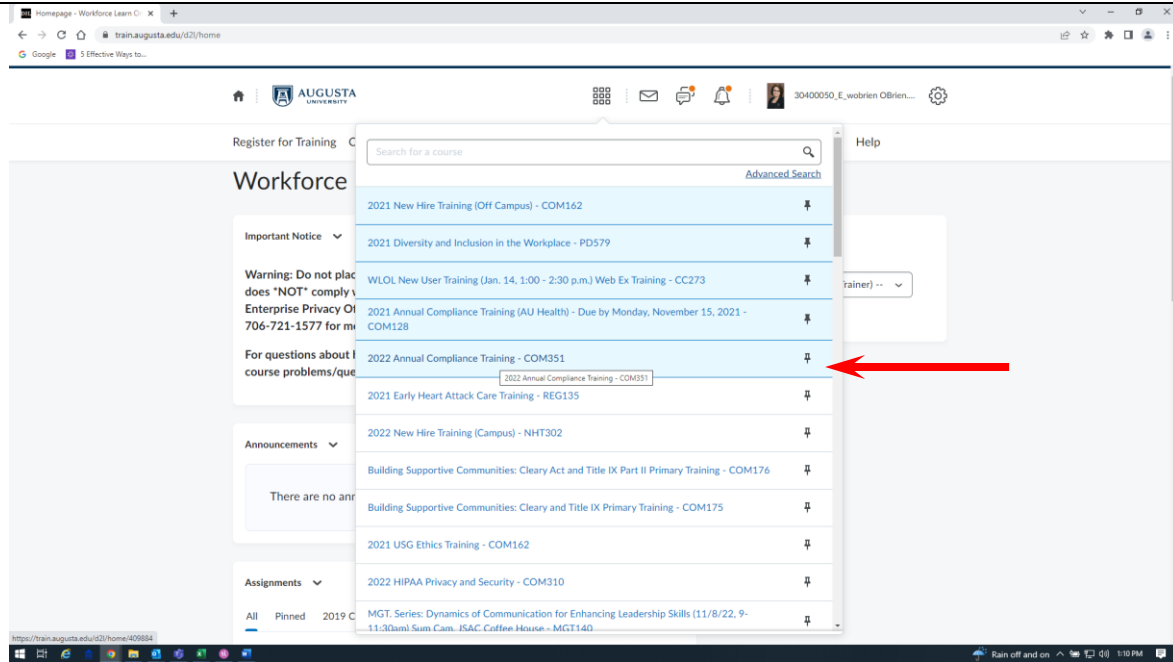 Homepage - Workforce Learn O
train.augusta.edu/d2l/home
Google 5 Effective Ways to...
AUGUSTA
UNIVERSITY
30400050_E_wobrien OBrien....
Register for Training C
Help
Search for a course
Advanced Search
Workforce
2021 New Hire Training (Off Campus) - COM162
Important Notice
2021 Diversity and Inclusion in the Workplace - PD579
Warning: Do not plac
does *NOT* comply v
Enterprise Privacy Of
706-721-1577 for m
WLOL New User Training (Jan. 14, 1:00 - 2:30 p.m.) Web Ex Training - CC273
rainer) --
2021 Annual Compliance Training (AU Health) - Due by Monday, November 15, 2021 -
COM128
For questions about
course problems/que
2022 Annual Compliance Training - COM351
2022 Annual Compliance Training - COM351
2021 Early Heart Attack Care Training - REG135
2022 New Hire Training (Campus) - NHT302
Announcements
Building Supportive Communities: Cleary Act and Title IX Part II Primary Training - COM176
There are no ann
Building Supportive Communities: Cleary and Title IX Primary Training - COM175
2021 USG Ethics Training - COM162
Assignments
2022 HIPAA Privacy and Security - COM310
All Pinned 2019 C
MGT. Series: Dynamics of Communication for Enhancing Leadership Skills (11/8/22, 9-
11:30am) Sum Cam. JSAC Coffee House - MGT140
https://train.augusta.edu/d2l/home/409884
Rain off and on 1:10 PM